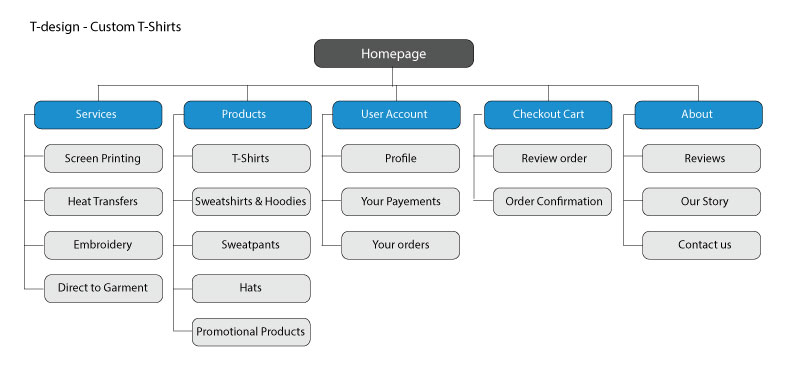 T-design - Custom T-Shirts
Homepage
Services
Products
User Account
Checkout Cart
About
Screen Printing
T-Shirts
Profile
Review order
Reviews
Heat Transfers
Sweatshirts & Hoodies
Your Payements
Order Confirmation
Our Story
Embroidery
Sweatpants
Your orders
Contact us
Direct to Garment
Hats
Promotional Products